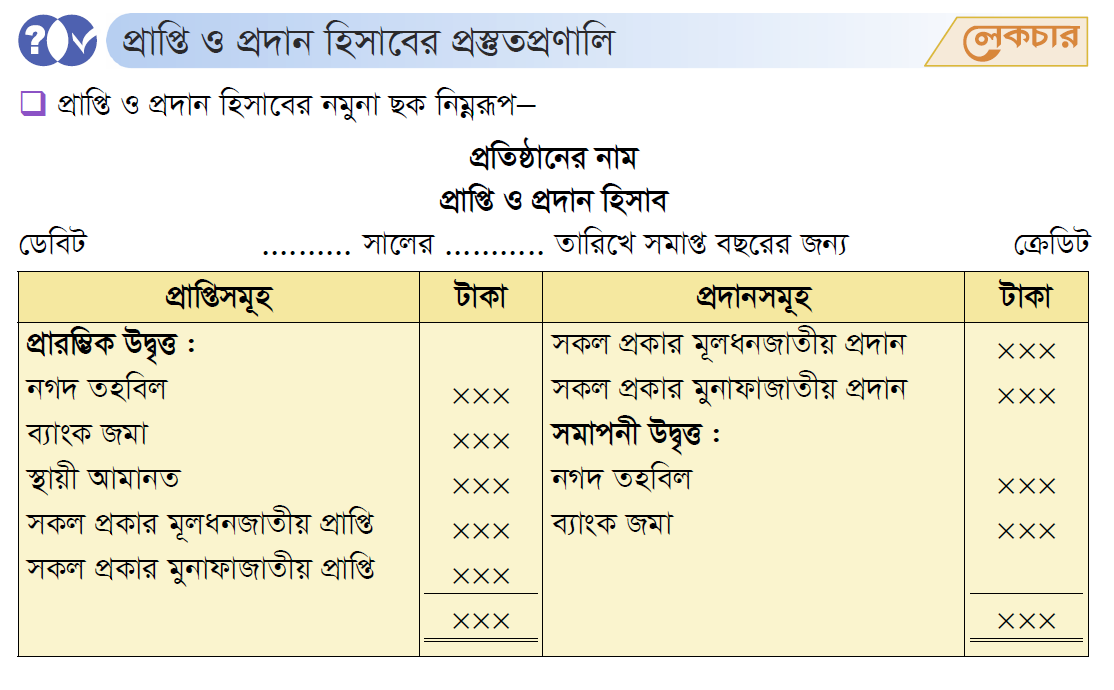 প্রাপ্তি ও প্রদান হিসাবের প্রস্তুতপ্রণালি
লেকচার
❑ প্রাপ্তি ও প্রদান হিসাবের নমুনা ছক নিম্নরূপ–
প্রতিষ্ঠানের নাম
প্রাপ্তি ও প্রদান হিসাব
ডেবিট .......... সালের ........... তারিখে সমাপ্ত বছরের জন্য ক্রেডিট
প্রাপ্তিসমূহ টাকা প্রদানসমূহ টাকা
প্রারম্ভিক উদ্বৃত্ত : সকল প্রকার মূলধনজাতীয় প্রদান ×××
নগদ তহবিল ××× সকল প্রকার মুনাফাজাতীয় প্রদান ×××
ব্যাংক জমা ××× সমাপনী উদ্বৃত্ত :
স্থায়ী আমানত ××× নগদ তহবিল ×××
সকল প্রকার মূলধনজাতীয় প্রাপ্তি ××× ব্যাংক জমা ×××
সকল প্রকার মুনাফাজাতীয় প্রাপ্তি ×××
××× ×××